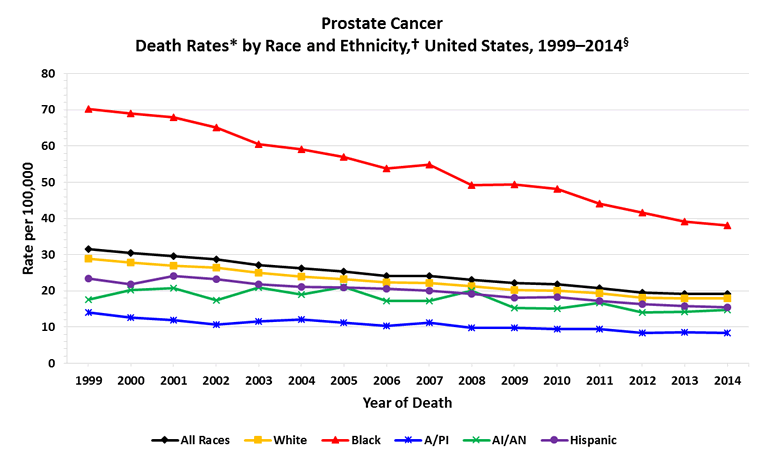 Prostate Cancer
Death Rates* by Race and Ethnicity,† United States, 1999–2014§
80
70
60
50
40
30
20
10
0
Rate per 100,000
1999 2000 2001 2002 2003 2004 2005 2006 2007 2008 2009 2010 2011 2012 2013 2014
Year of Death
All Races White Black A/PI AI/AN Hispanic